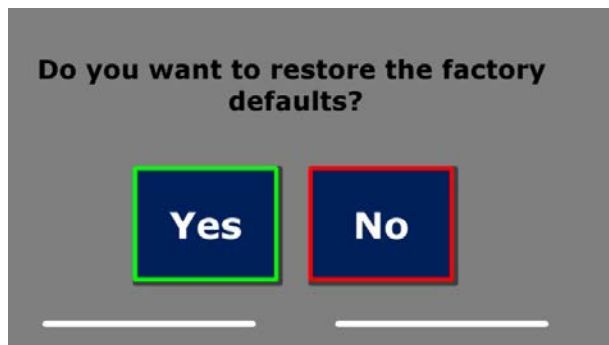 Do you want to restore the factory
defaults?
Yes No